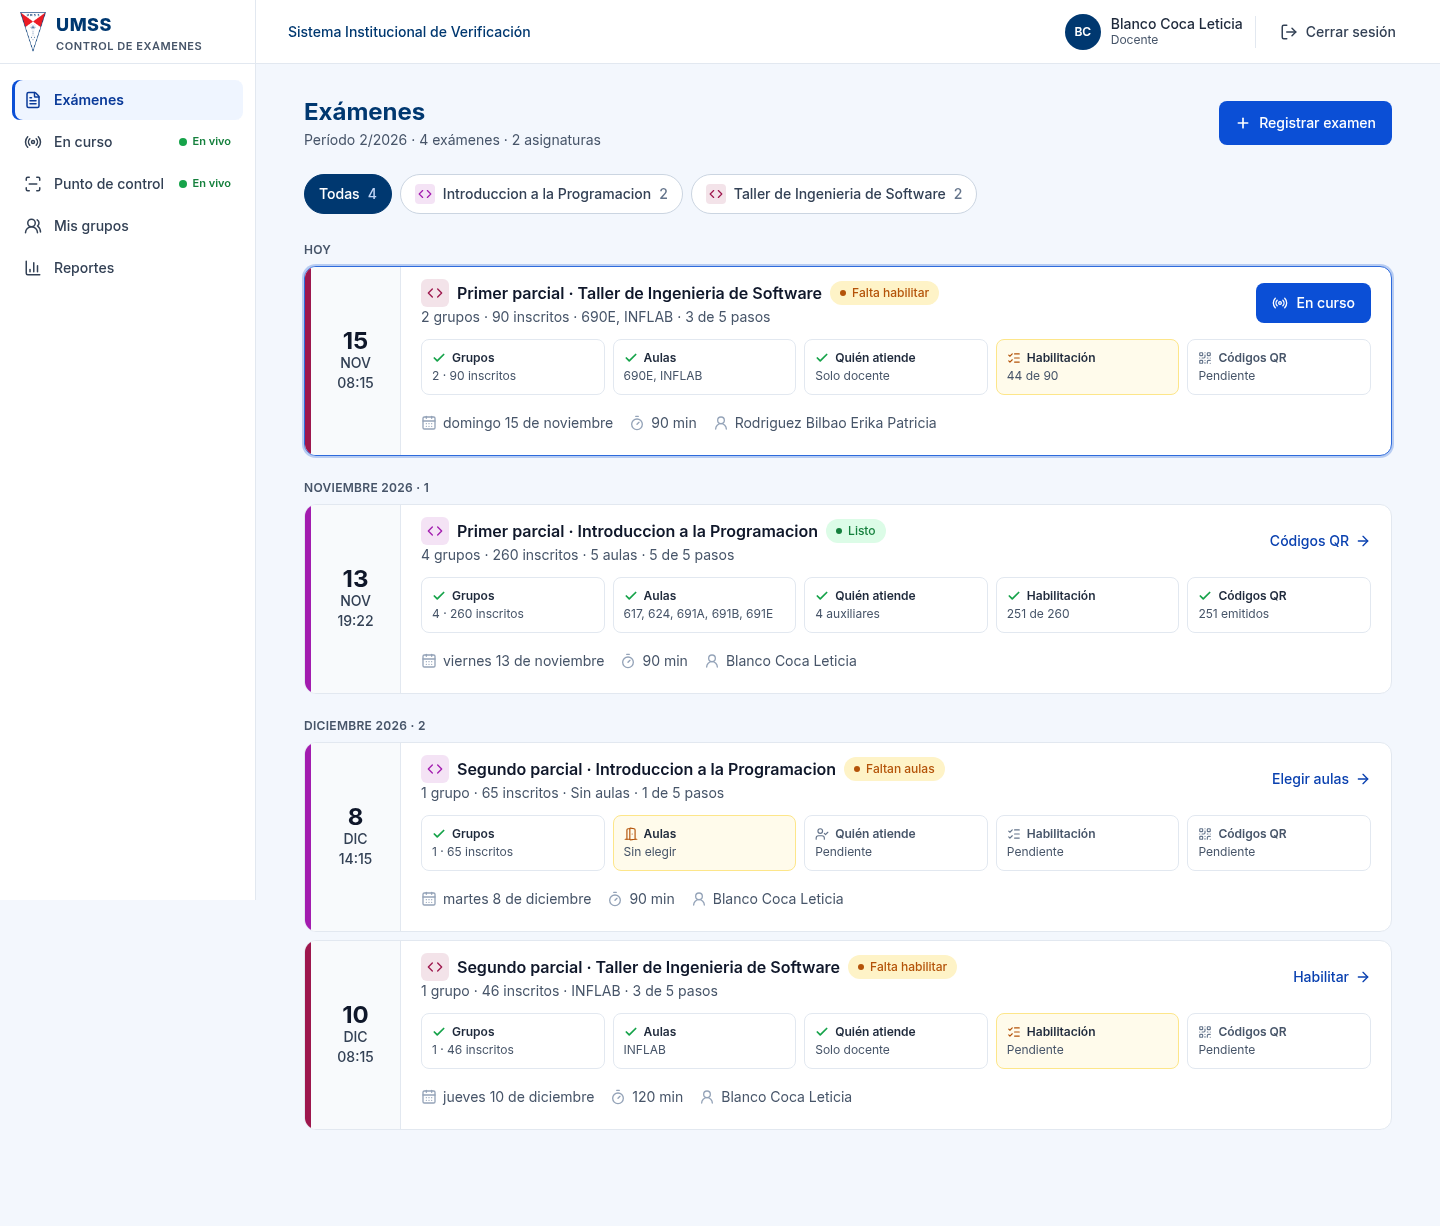 UMSS
CONTROL DE EXÁMENES
Sistema Institucional de Verificación
BC
Blanco Coca Leticia
Docente
Cerrar sesión
Exámenes
En curso
En vivo
Punto de control
En vivo
Mis grupos
Reportes
Exámenes
Período 2/2026 · 4 exámenes · 2 asignaturas
Registrar examen
Todas 4
Introduccion a la Programacion 2
Taller de Ingenieria de Software 2
HOY
15
NOV
08:15
Primer parcial · Taller de Ingenieria de Software
Falta habilitar
2 grupos · 90 inscritos · 690E, INFLAB · 3 de 5 pasos
En curso
Grupos
2 · 90 inscritos
Aulas
690E, INFLAB
Quién atiende
Solo docente
Habilitación
44 de 90
Códigos QR
Pendiente
domingo 15 de noviembre
90 min
Rodriguez Bilbao Erika Patricia
NOVIEMBRE 2026 · 1
13
NOV
19:22
Primer parcial · Introduccion a la Programacion
Listo
4 grupos · 260 inscritos · 5 aulas · 5 de 5 pasos
Códigos QR
Grupos
4 · 260 inscritos
Aulas
617, 624, 691A, 691B, 691E
Quién atiende
4 auxiliares
Habilitación
251 de 260
Códigos QR
251 emitidos
viernes 13 de noviembre
90 min
Blanco Coca Leticia
DICIEMBRE 2026 · 2
8
DIC
14:15
Segundo parcial · Introduccion a la Programacion
Faltan aulas
1 grupo · 65 inscritos · Sin aulas · 1 de 5 pasos
Elegir aulas
Grupos
1 · 65 inscritos
Aulas
Sin elegir
Quién atiende
Pendiente
Habilitación
Pendiente
Códigos QR
Pendiente
martes 8 de diciembre
90 min
Blanco Coca Leticia
10
DIC
08:15
Segundo parcial · Taller de Ingenieria de Software
Falta habilitar
1 grupo · 46 inscritos · INFLAB · 3 de 5 pasos
Habilitar
Grupos
1 · 46 inscritos
Aulas
INFLAB
Quién atiende
Solo docente
Habilitación
Pendiente
Códigos QR
Pendiente
jueves 10 de diciembre
120 min
Blanco Coca Leticia